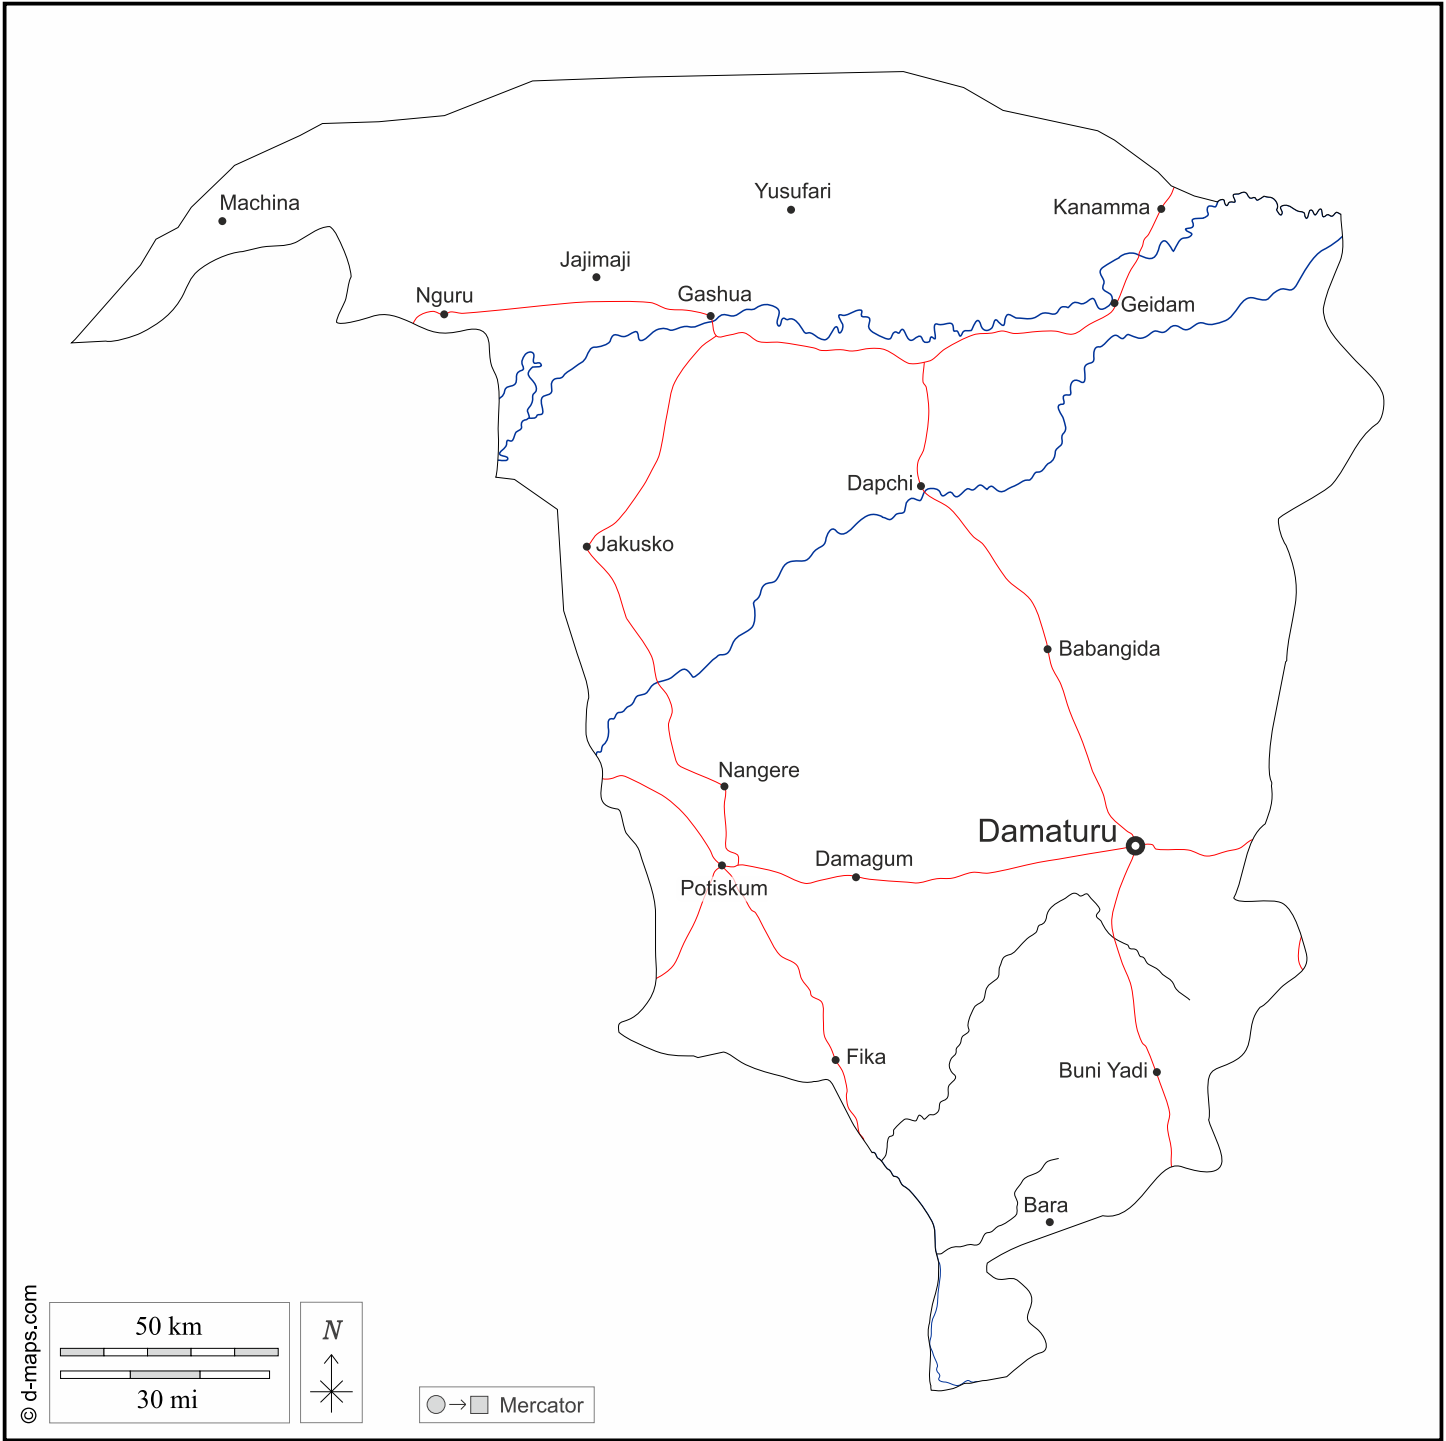 Machina
Yusufari
Kanamma
Jajimaji
Nguru
Gashua
Geidam
Dapchi
Jakusko
Babangida
Nangere
Damaturu
Damagum
Potiskum
Fika
Buni Yadi
Bara
© d-maps.com
50 km
30 mi
N
Mercator